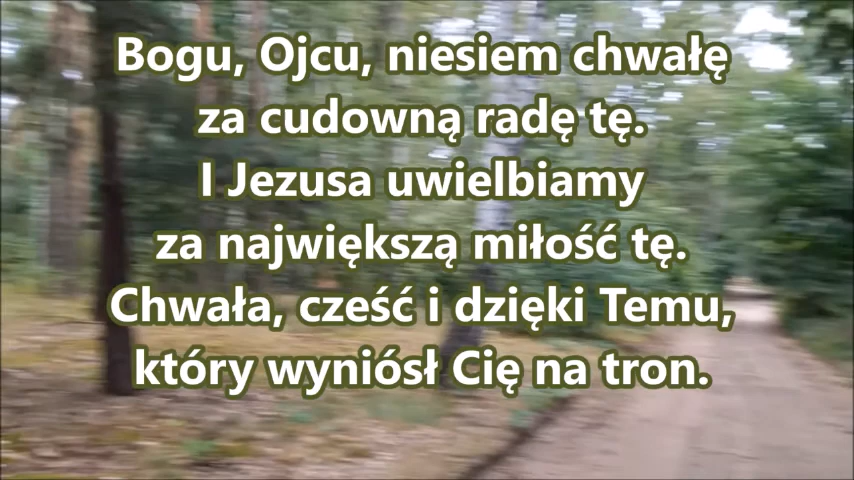 Bogu, Ojcu, niesiem chwałę
za cudowną radę tę.
I Jezusa uwielbiamy
za największą miłość tę.
Chwała, cześć i dzięki Temu,
który wyniósł Cię na tron.